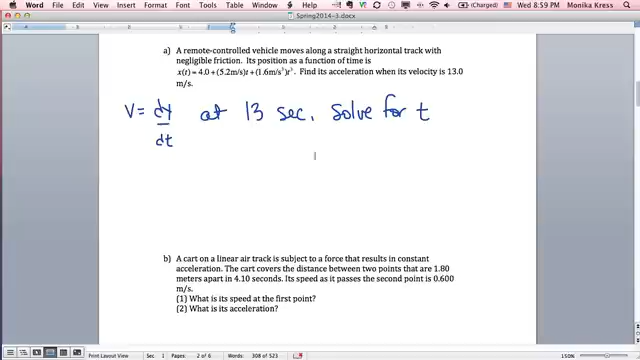 Word File Edit View Insert Format Font Tools Table Window Help (Charged) Wed 8:59 PM Monika Kress
Spring2014-3.docx
a) A remote-controlled vehicle moves along a straight horizontal track with
negligible friction. Its position as a function of time is
x(t) = 4.0 + (5.2m/s)t + (1.6m/s³)t³ Find its acceleration when its velocity is 13.0
m/s.
V = dx/dt at 13 sec. solve for t
b) A cart on a linear air track is subject to a force that results in constant
acceleration. The cart covers the distance between two points that are 1.80
meters apart in 4.10 seconds. Its speed as it passes the second point is 0.600
m/s.
(1) What is its speed at the first point?
(2) What is its acceleration?
Print Layout View Sec 1 Pages: 2 of 6 Words: 308 of 523 150%